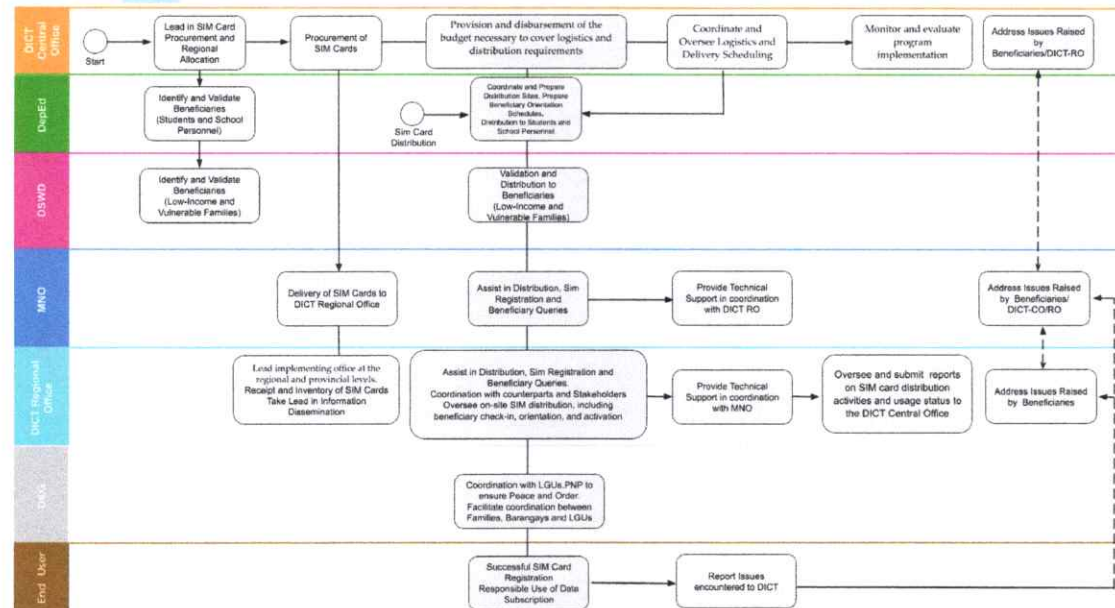 DICT
Central
Office
Start
Lead in SIM Card
Procurement and
Regional
Allocation
Procurement of
SIM Cards
Provision and disbursement of the
budget necessary to cover logistics and
distribution requirements
Coordinate and
Oversee Logistics and
Delivery Scheduling
Monitor and evaluate
program
implementation
Address Issues Raised
by
Beneficiaries/DICT-RO
DepEd
Identify and Validate
Beneficiaries
(Students and School
Personnel)
Sim Card
Distribution
Coordinate and Prepare
Distribution Sites, Prepare
Beneficiary Orientation
Schedules,
Distribution to Students and
School Personnel
DSWD
Identify and Validate
Beneficiaries
(Low-Income and
Vulnerable Families)
Validation and
Distribution to
Beneficiaries
(Low-Income and
Vulnerable Families)
MNO
Delivery of SIM Cards to
DICT Regional Office
Assist in Distribution, Sim
Registration and
Beneficiary Queries
Provide Technical
Support in coordination
with DICT RO
Address Issues Raised
by Beneficiaries/
DICT-CO/RO
DICT Regional
Office
Lead implementing office at the
regional and provincial levels.
Receipt and Inventory of SIM Cards
Take Lead in Information
Dissemination
Assist in Distribution, Sim Registration and
Beneficiary Queries.
Coordination with counterparts and Stakeholders
Oversee on-site SIM distribution, including
beneficiary check-in, orientation, and activation
Provide Technical
Support in coordination
with MNO
Oversee and submit reports
on SIM card distribution
activities and usage status to
the DICT Central Office
Address Issues Raised
by Beneficiaries
Coordination with LGUs,PNP to
ensure Peace and Order.
Facilitate coordination between
Families, Barangays and LGUs
End User
Successful SIM Card
Registration
Responsible Use of Data
Subscription
Report Issues
encountered to DICT